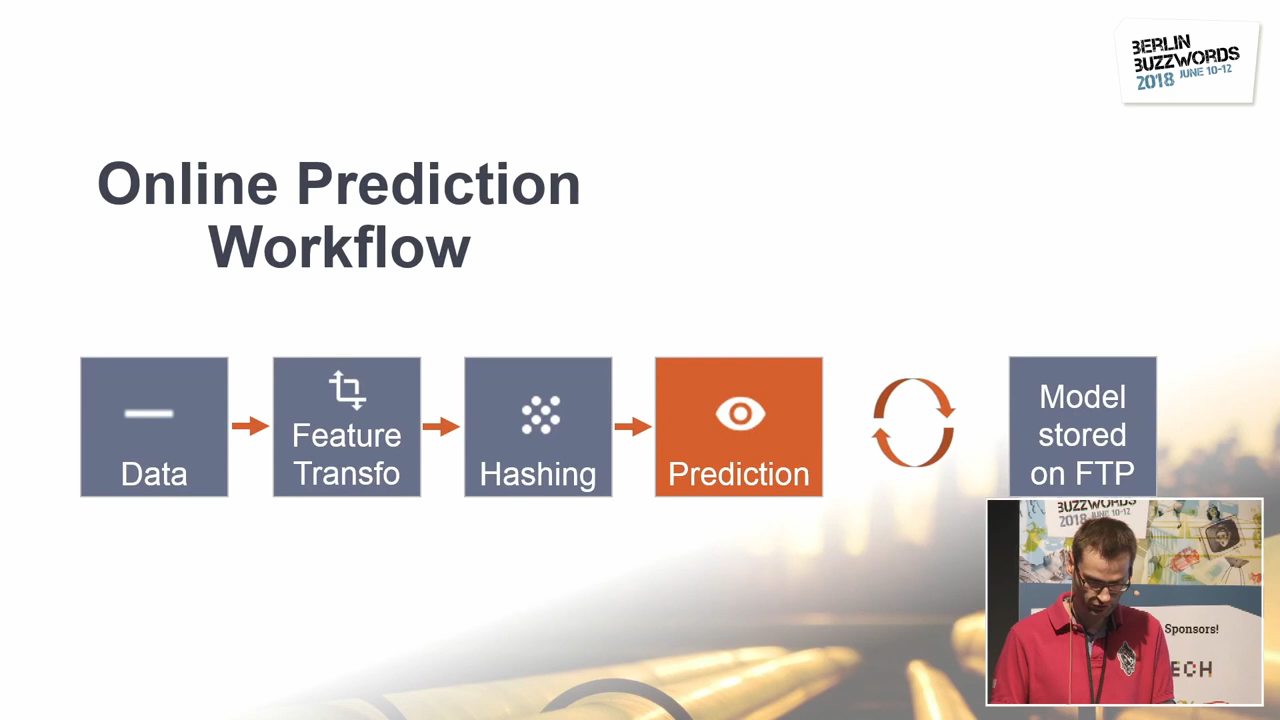 BERLIN
BUZZWORDS
2018 JUNE 10-12
Online Prediction
Workflow
Data
Feature
Transfo
Hashing
Prediction
Model
stored
on FTP
BUZZWORDS
2018 JUNE 10-12
Sponsors!
ECH